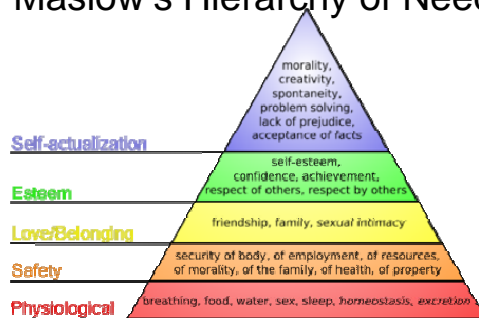 Maslow's Hierarchy of Need
morality,
creativity,
spontaneity,
problem solving,
lack of prejudice,
acceptance of facts
Self-actualization
self-esteem,
confidence, achievement,
respect of others, respect by others
Esteem
friendship, family, sexual intimacy
Love/Belonging
security of body, of employment, of resources,
of morality, of the family, of health, of property
Safety
breathing, food, water, sex, sleep, homeostasis, excretion
Physiological